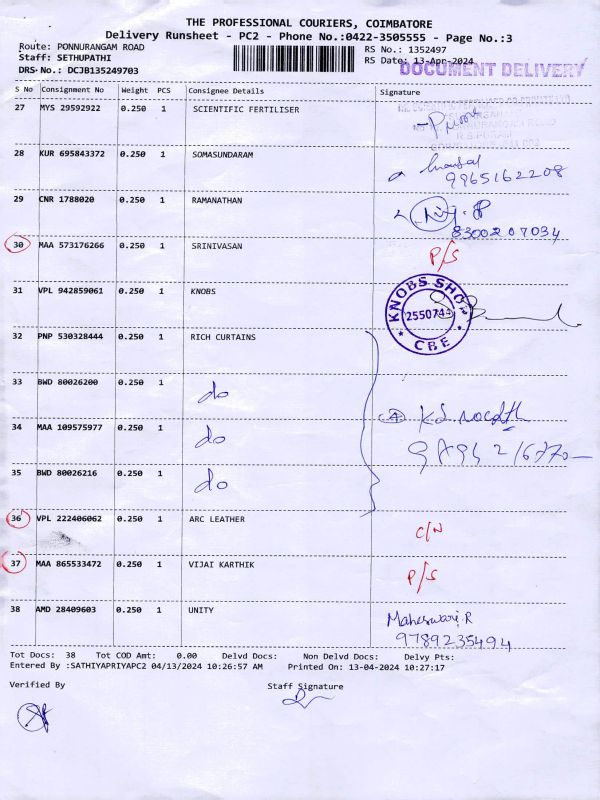 THE PROFESSIONAL COURIERS, COIMBATORE
Delivery Runsheet - PC2 - Phone No.:0422-3505555 - Page No.:3
Route: PONNURANGAM ROAD RS No.: 1352497
Staff: SETHUPATHI RS Date: 13-Apr-2024
DRS No.: DCJB135249703 DOCUMENT DELIVERY
S No Consignment No Weight PCS Consignee Details Signature
27 MYS 29592922 0.250 1 SCIENTIFIC FERTILISER
28 KUR 695843372 0.250 1 SOMASUNDARAM
9965162208
29 CNR 1788020 0.250 1 RAMANATHAN
8300207034
30 MAA 573176266 0.250 1 SRINIVASAN P/S
31 VPL 942859061 0.250 1 KNOBS
KNOBS SHOP
2550744
CBE
32 PNP 530328444 0.250 1 RICH CURTAINS
33 BWD 80026200 0.250 1 do
34 MAA 109575977 0.250 1 do
35 BWD 80026216 0.250 1 do
36 VPL 222406062 0.250 1 ARC LEATHER C/N
37 MAA 865533472 0.250 1 VIJAI KARTHIK P/S
38 AMD 28409603 0.250 1 UNITY Maheswari.R
9789235494
Tot Docs: 38 Tot COD Amt: 0.00 Delvd Docs: Non Delvd Docs: Delvy Pts:
Entered By :SATHIYAPRIYAPC2 04/13/2024 10:26:57 AM Printed On: 13-04-2024 10:27:17
Verified By Staff Signature